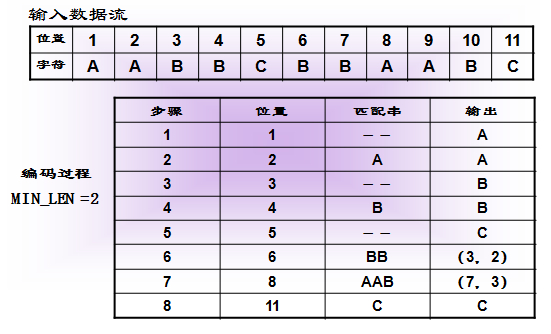 输入数据流
位置 1 2 3 4 5 6 7 8 9 10 11
字符 A A B B C B B A A B C
步骤 位置 匹配串 输出
1 1 -- A
2 2 A A
3 3 -- B
编码过程
MIN_LEN =2
4 4 B B
5 5 -- C
6 6 BB (3, 2)
7 8 AAB (7, 3)
8 11 C C